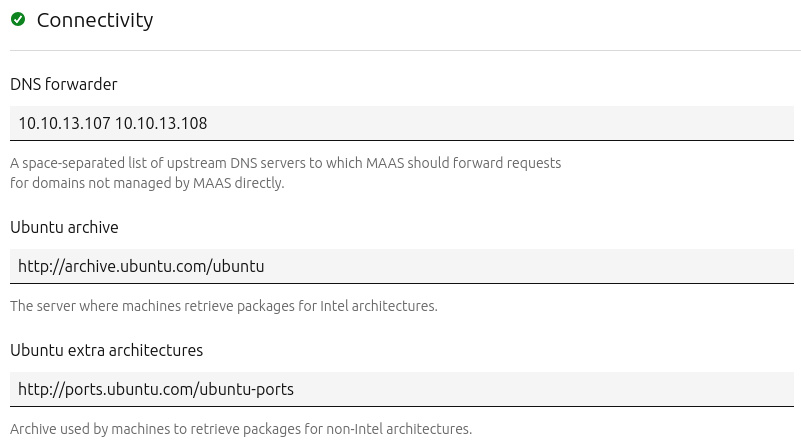 Connectivity
DNS forwarder
10.10.13.107 10.10.13.108
A space-separated list of upstream DNS servers to which MAAS should forward requests
for domains not managed by MAAS directly.
Ubuntu archive
http://archive.ubuntu.com/ubuntu
The server where machines retrieve packages for Intel architectures.
Ubuntu extra architectures
http://ports.ubuntu.com/ubuntu-ports
Archive used by machines to retrieve packages for non-Intel architectures.